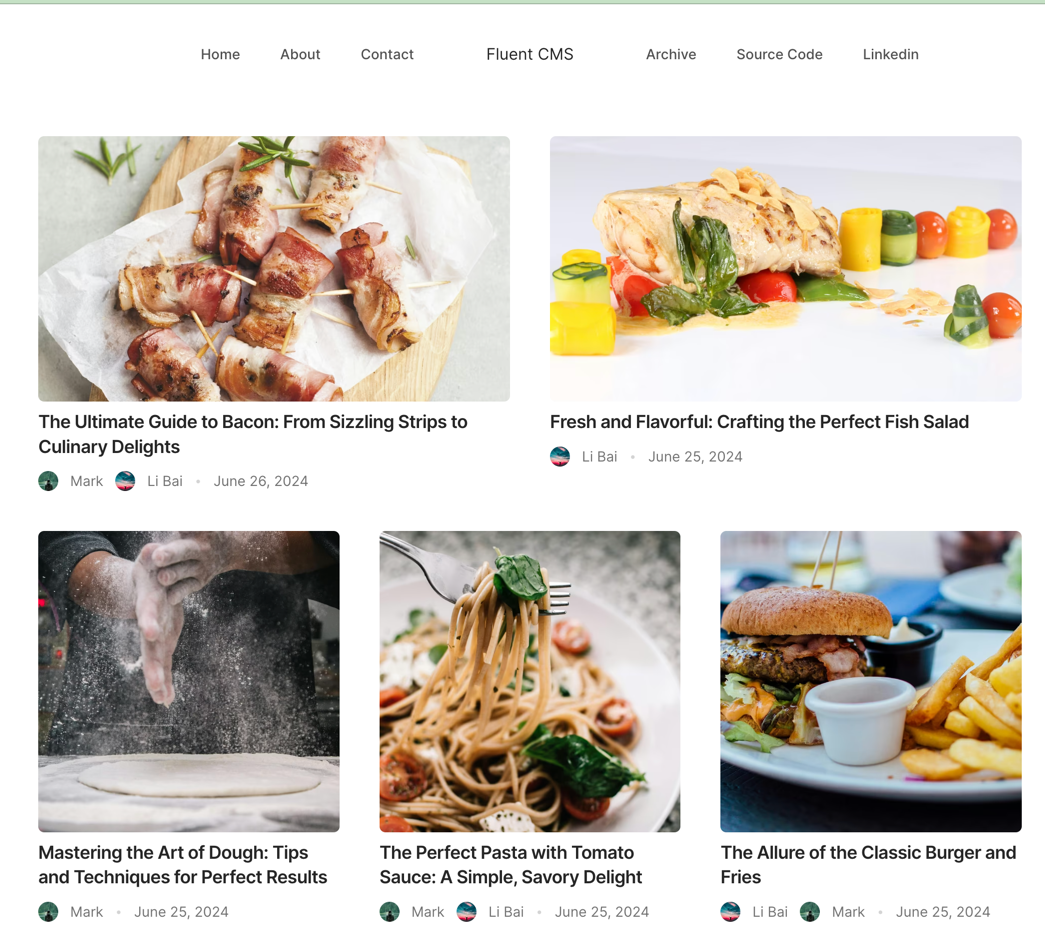 Home About Contact Fluent CMS Archive Source Code Linkedin
The Ultimate Guide to Bacon: From Sizzling Strips to
Culinary Delights
Mark Li Bai • June 26, 2024
Fresh and Flavorful: Crafting the Perfect Fish Salad
Li Bai • June 25, 2024
Mastering the Art of Dough: Tips
and Techniques for Perfect Results
Mark • June 25, 2024
The Perfect Pasta with Tomato
Sauce: A Simple, Savory Delight
Mark Li Bai • June 25, 2024
The Allure of the Classic Burger and
Fries
Li Bai Mark • June 25, 2024